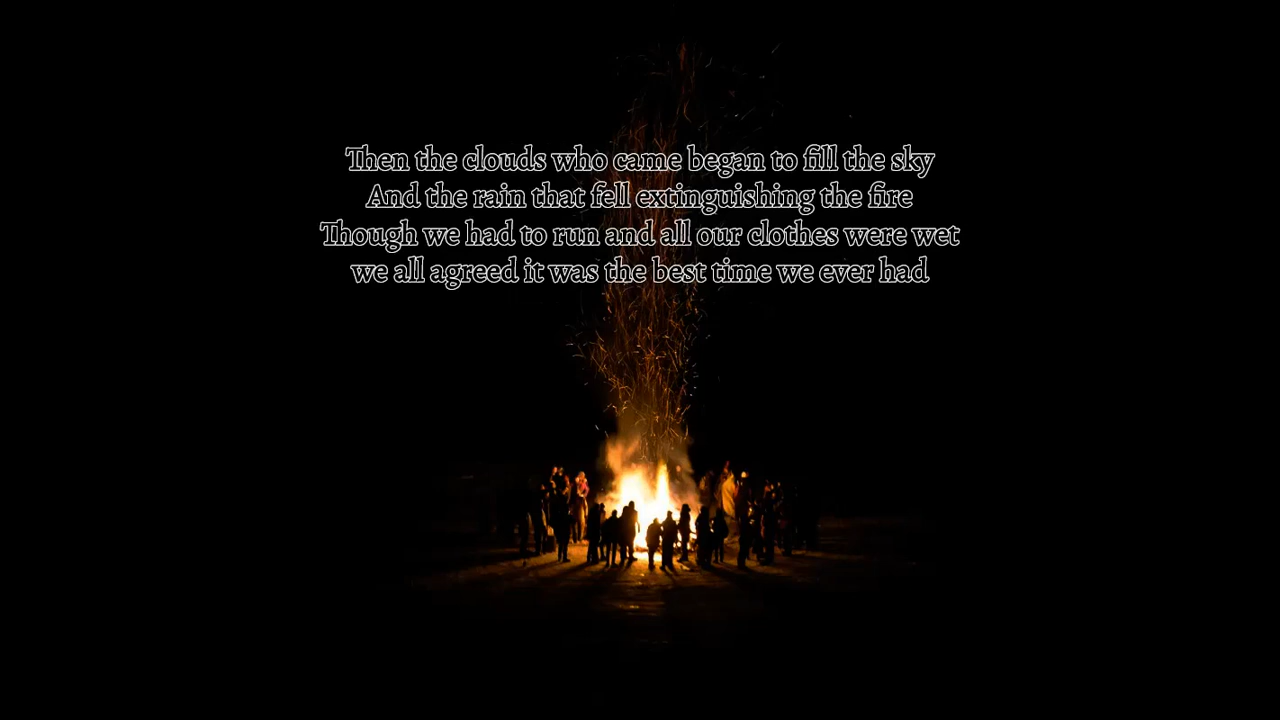 Then the clouds who came began to fill the sky
And the rain that fell extinguishing the fire
Though we had to run and all our clothes were wet
we all agreed it was the best time we ever had